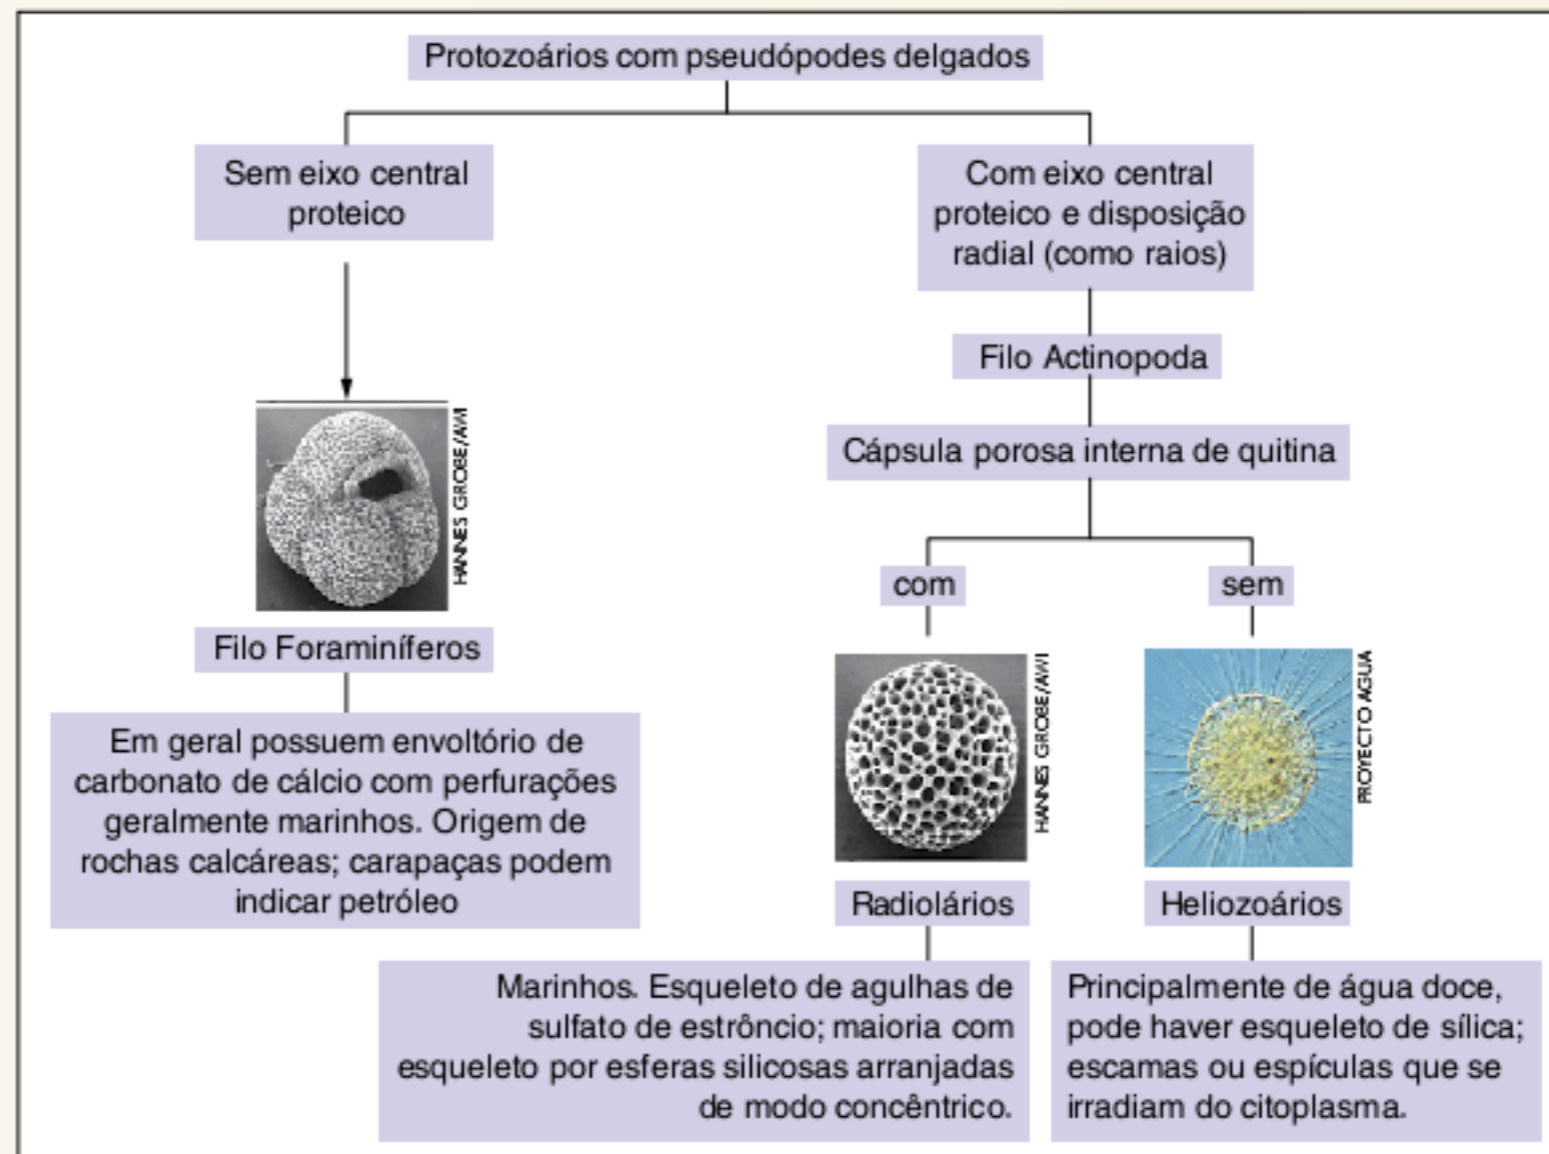 Protozoários com pseudópodes delgados
Sem eixo central
proteico
Com eixo central
proteico e disposição
radial (como raios)
Filo Actinopoda
Cápsula porosa interna de quitina
com
sem
HANNES GROBE/AWI
Filo Foraminíferos
Em geral possuem envoltório de
carbonato de cálcio com perfurações
geralmente marinhos. Origem de
rochas calcáreas; carapaças podem
indicar petróleo
HANNES GROBE/AWI
PROYECTO AGUA
Radiolários
Heliozoários
Marinhos. Esqueleto de agulhas de
sulfato de estrôncio; maioria com
esqueleto por esferas silicosas arranjadas
de modo concêntrico.
Principalmente de água doce,
pode haver esqueleto de sílica;
escamas ou espículas que se
irradiam do citoplasma.